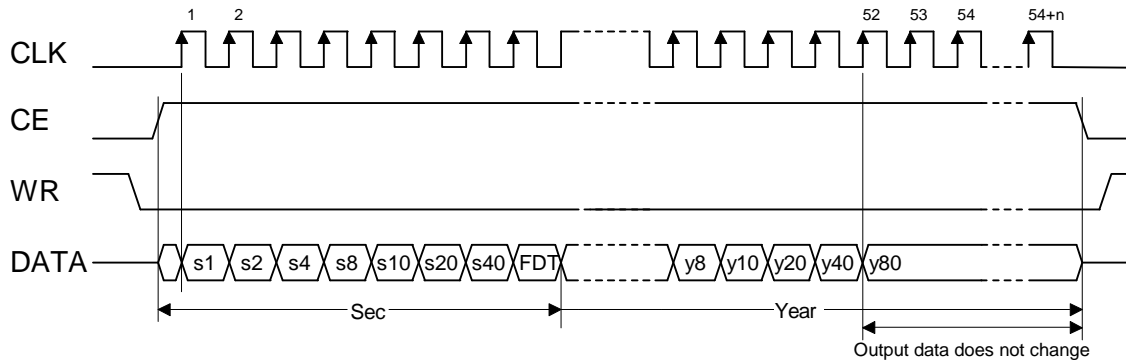 1 2 52 53 54 54+n
CLK
CE
WR
DATA s1 s2 s4 s8 s10 s20 s40 FDT y8 y10 y20 y40 y80
Sec Year
Output data does not change